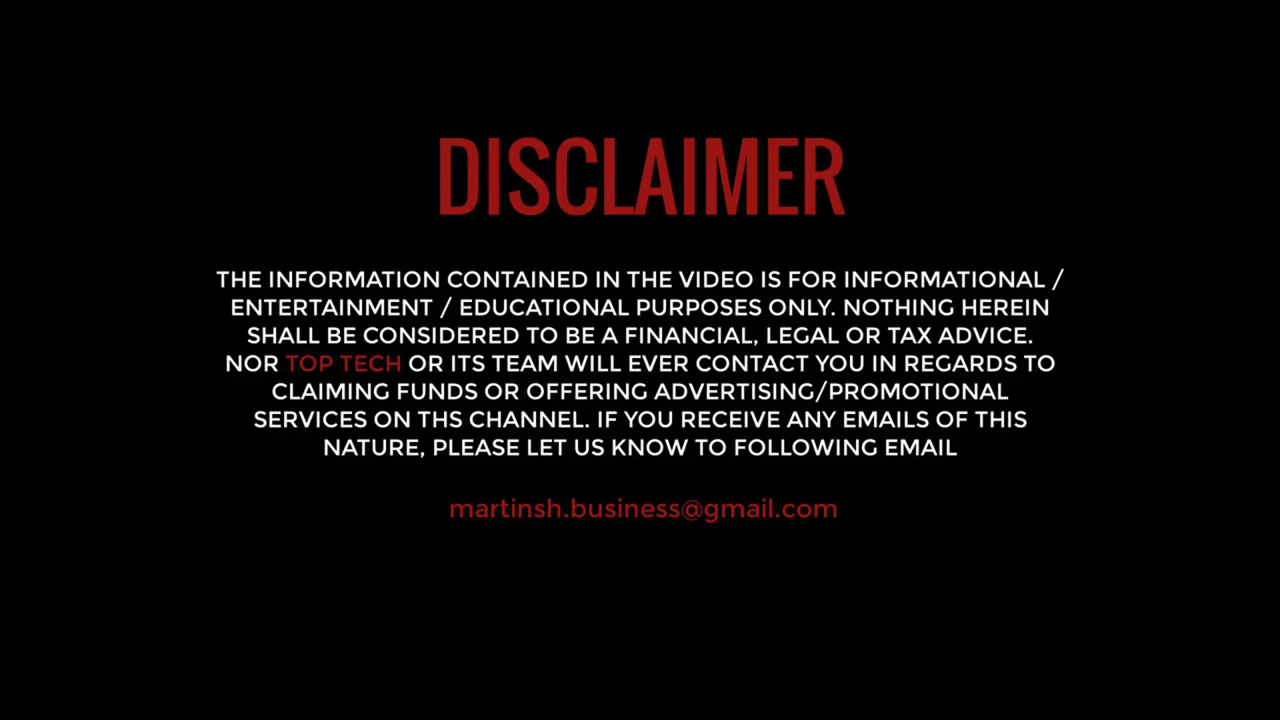 DISCLAIMER
THE INFORMATION CONTAINED IN THE VIDEO IS FOR INFORMATIONAL /
ENTERTAINMENT / EDUCATIONAL PURPOSES ONLY. NOTHING HEREIN
SHALL BE CONSIDERED TO BE A FINANCIAL, LEGAL OR TAX ADVICE.
NOR TOP TECH OR ITS TEAM WILL EVER CONTACT YOU IN REGARDS TO
CLAIMING FUNDS OR OFFERING ADVERTISING/PROMOTIONAL
SERVICES ON THS CHANNEL. IF YOU RECEIVE ANY EMAILS OF THIS
NATURE, PLEASE LET US KNOW TO FOLLOWING EMAIL
martinsh.business@gmail.com